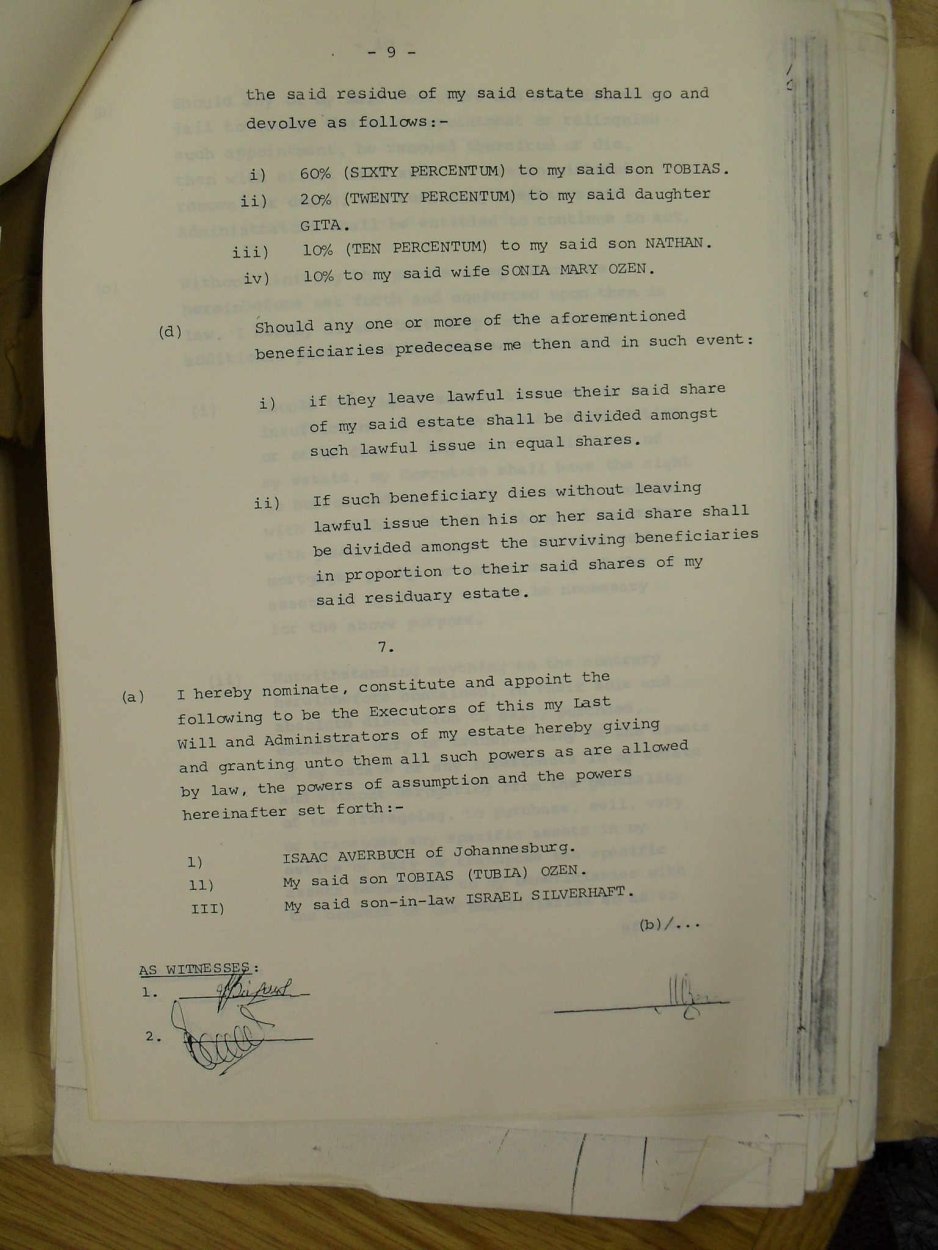 - 9 -
the said residue of my said estate shall go and
devolve as follows:-
i) 60% (SIXTY PERCENTUM) to my said son TOBIAS.
ii) 20% (TWENTY PERCENTUM) to my said daughter
GITA.
iii) 10% (TEN PERCENTUM) to my said son NATHAN.
iv) 10% to my said wife SONIA MARY OZEN.
(d) Should any one or more of the aforementioned
beneficiaries predecease me then and in such event:
i) if they leave lawful issue their said share
of my said estate shall be divided amongst
such lawful issue in equal shares.
ii) If such beneficiary dies without leaving
lawful issue then his or her said share shall
be divided amongst the surviving beneficiaries
in proportion to their said shares of my
said residuary estate.
7.
(a) I hereby nominate, constitute and appoint the
following to be the Executors of this my Last
Will and Administrators of my estate hereby giving
and granting unto them all such powers as are allowed
by law, the powers of assumption and the powers
hereinafter set forth:-
1) ISAAC AVERBUCH of Johannesburg.
11) My said son TOBIAS (TUBIA) OZEN.
III) My said son-in-law ISRAEL SILVERHAFT.
(b)/...
AS WITNESSES:
1.
2.